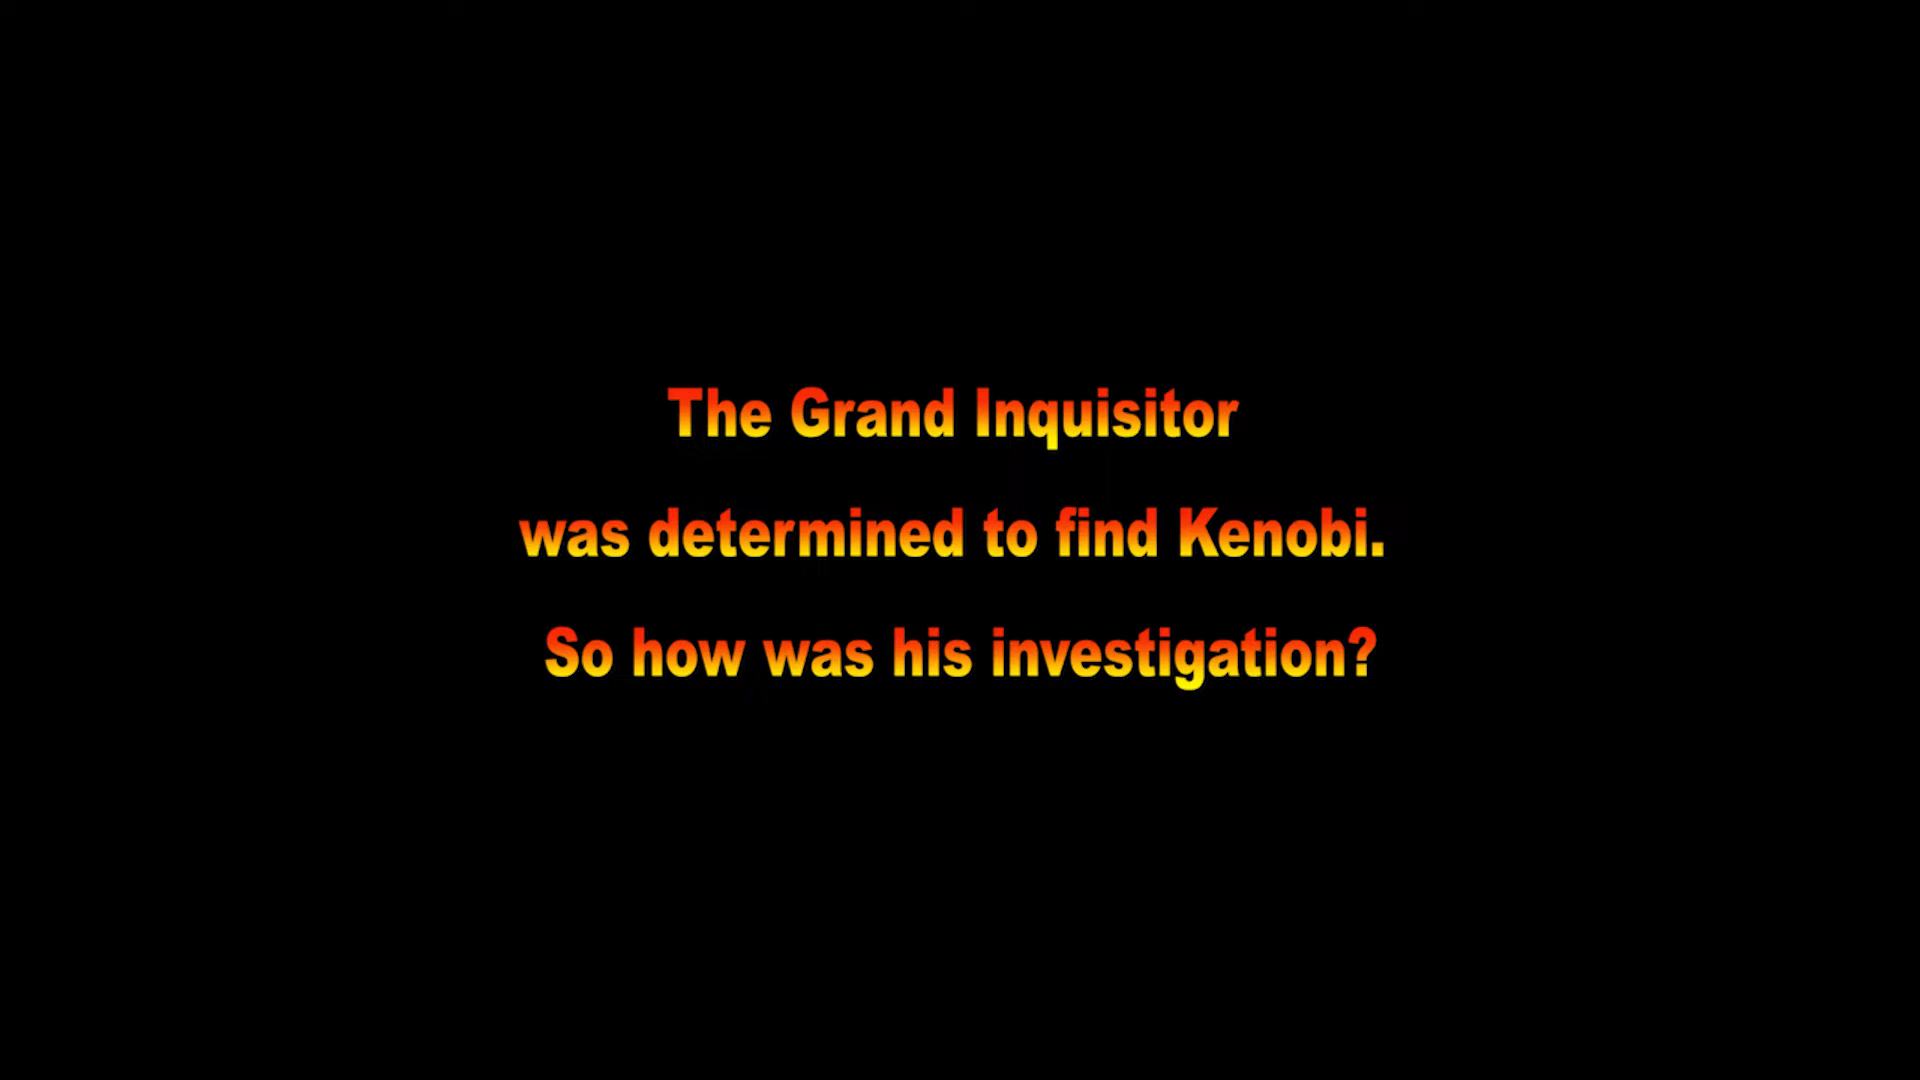 The Grand Inquisitor
was determined to find Kenobi.
So how was his investigation?